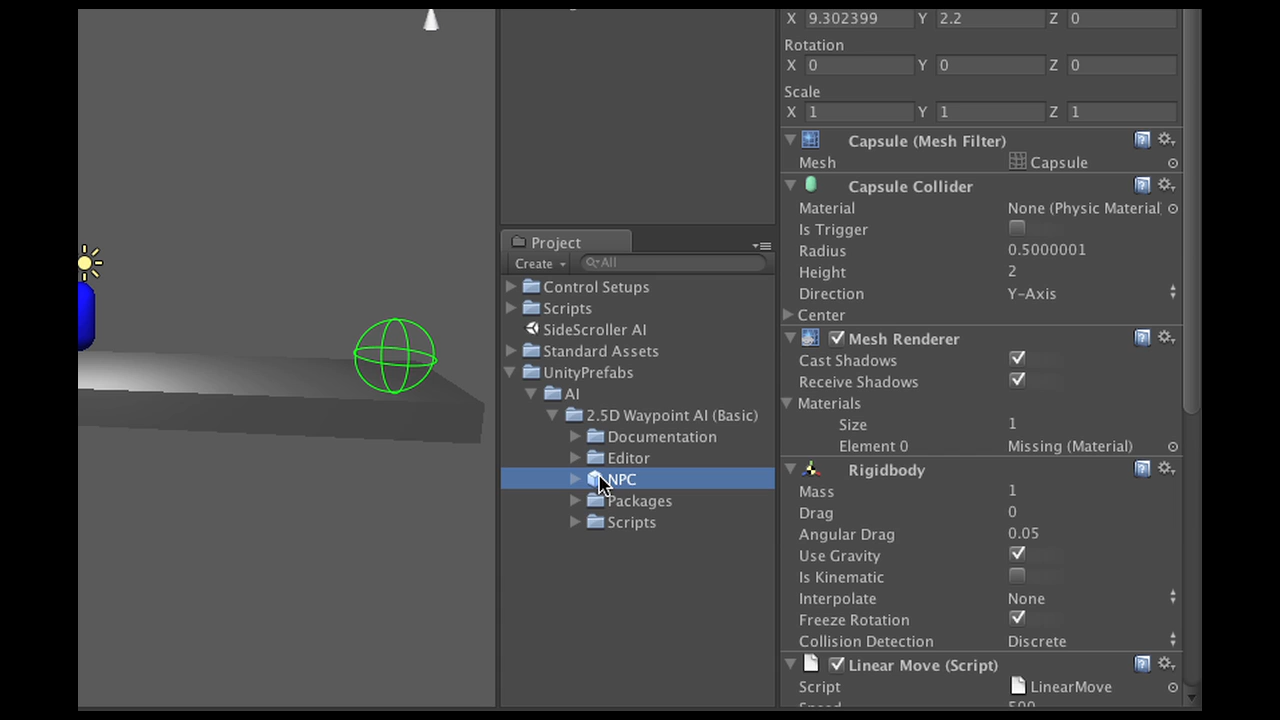 X 9.302399 Y 2.2 Z 0
Rotation
X 0 Y 0 Z 0
Scale
X 1 Y 1 Z 1
Capsule (Mesh Filter)
Mesh Capsule
Capsule Collider
Material None (Physic Material
Is Trigger
Radius 0.5000001
Height 2
Direction Y-Axis
Center
Mesh Renderer
Cast Shadows
Receive Shadows
Materials
Size 1
Element 0 Missing (Material)
Rigidbody
Mass 1
Drag 0
Angular Drag 0.05
Use Gravity
Is Kinematic
Interpolate None
Freeze Rotation
Collision Detection Discrete
Linear Move (Script)
Script LinearMove
Speed 500
Project
Create All
Control Setups
Scripts
SideScroller AI
Standard Assets
UnityPrefabs
AI
2.5D Waypoint AI (Basic)
Documentation
Editor
NPC
Packages
Scripts